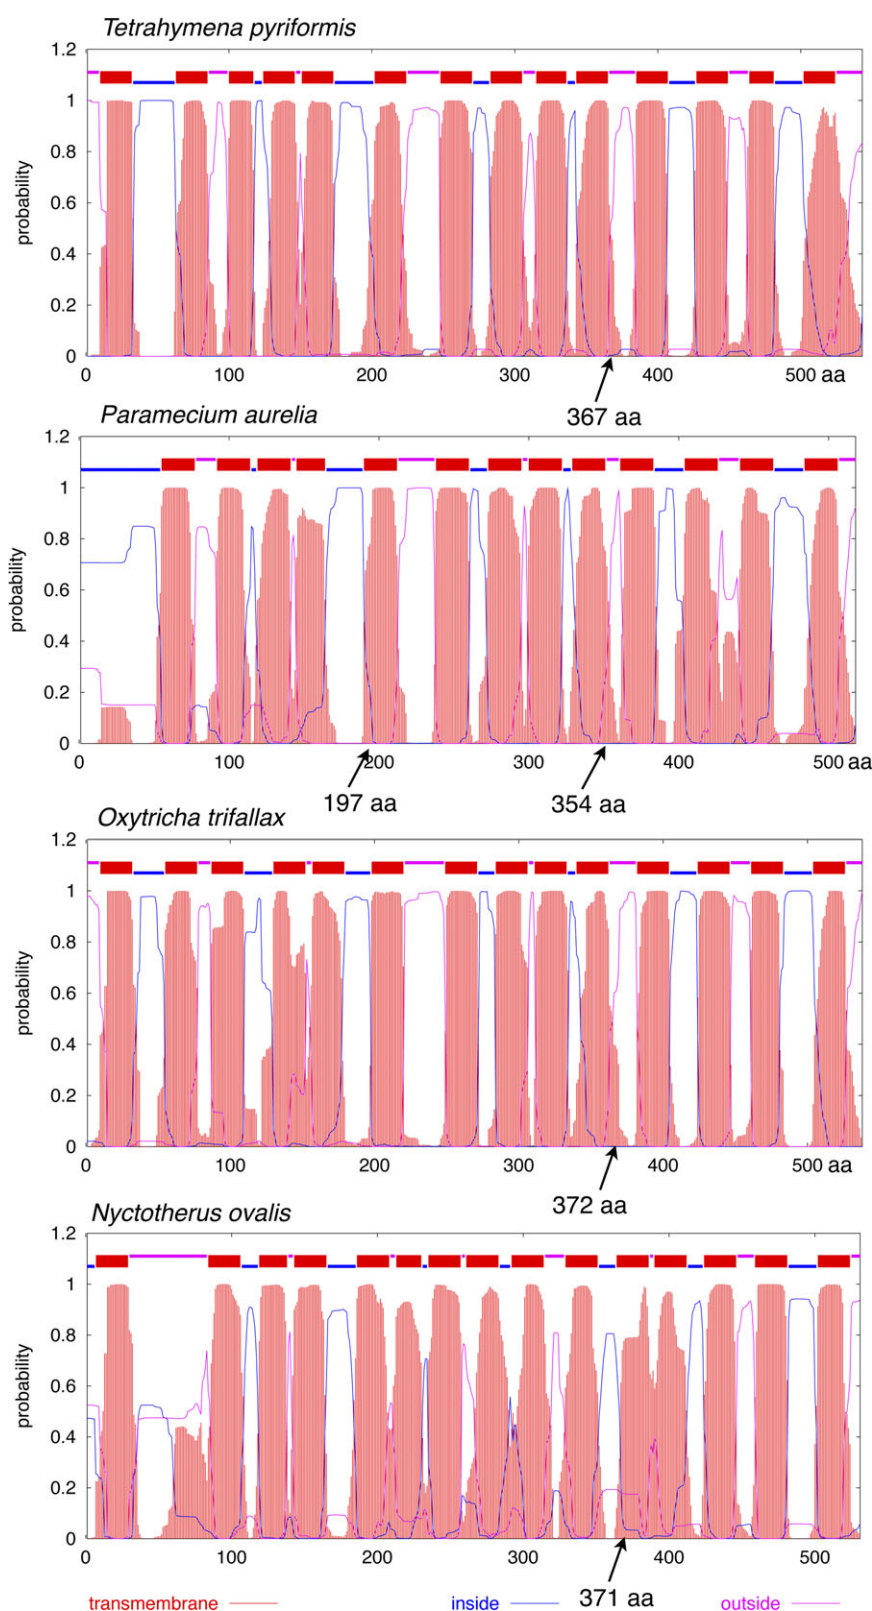 Tetrahymena pyriformis
1.2
1
0.8
0.6
0.4
0.2
0
probability
0 100 200 300 400 500 aa
367 aa
Paramecium aurelia
1.2
1
0.8
0.6
0.4
0.2
0
probability
0 100 200 300 400 500 aa
197 aa 354 aa
Oxytricha trifallax
1.2
1
0.8
0.6
0.4
0.2
0
probability
0 100 200 300 400 500 aa
372 aa
Nyctotherus ovalis
1.2
1
0.8
0.6
0.4
0.2
0
probability
0 100 200 300 400 500
371 aa
transmembrane inside outside